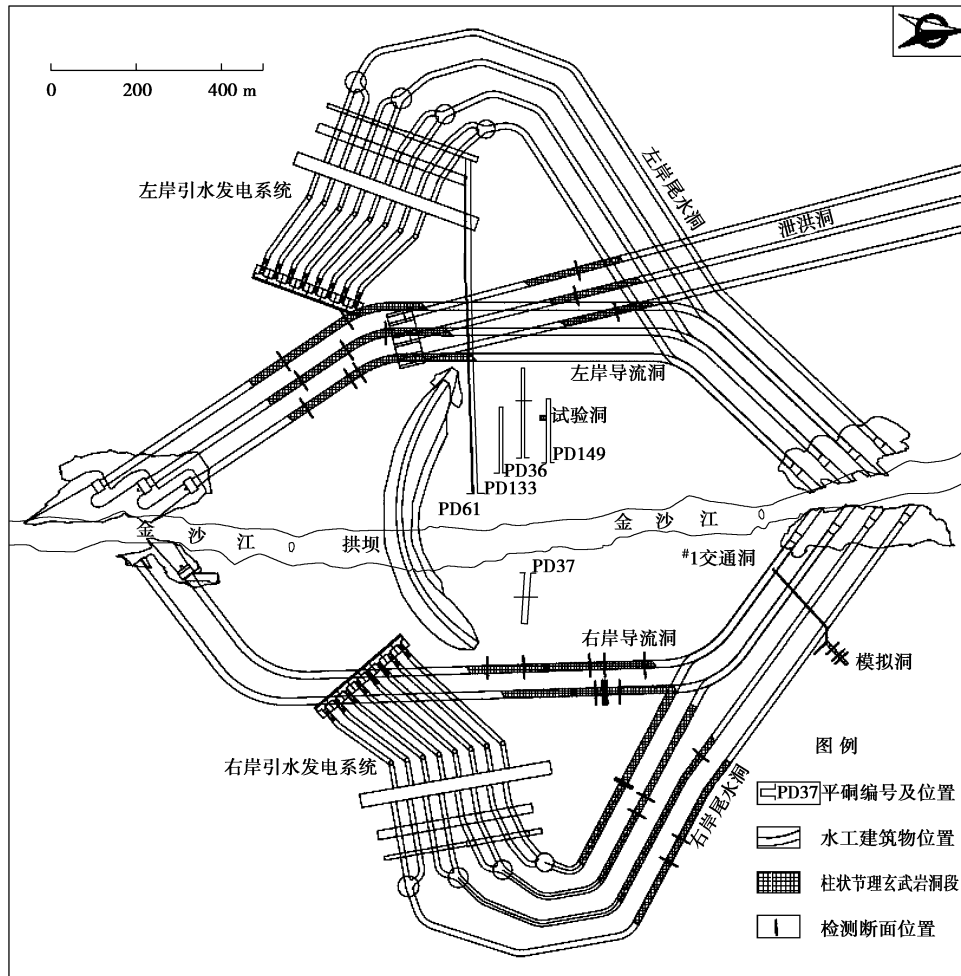 0 200 400 m
左岸引水发电系统
左岸尾水洞
泄洪洞
左岸导流洞
试验洞
PD36
PD149
PD133
PD61
金 沙 江
金 沙 江
拱坝
PD37
#1交通洞
右岸导流洞
模拟洞
右岸引水发电系统
右岸尾水洞
图 例
PD37 平硐编号及位置
水工建筑物位置
柱状节理玄武岩洞段
检测断面位置